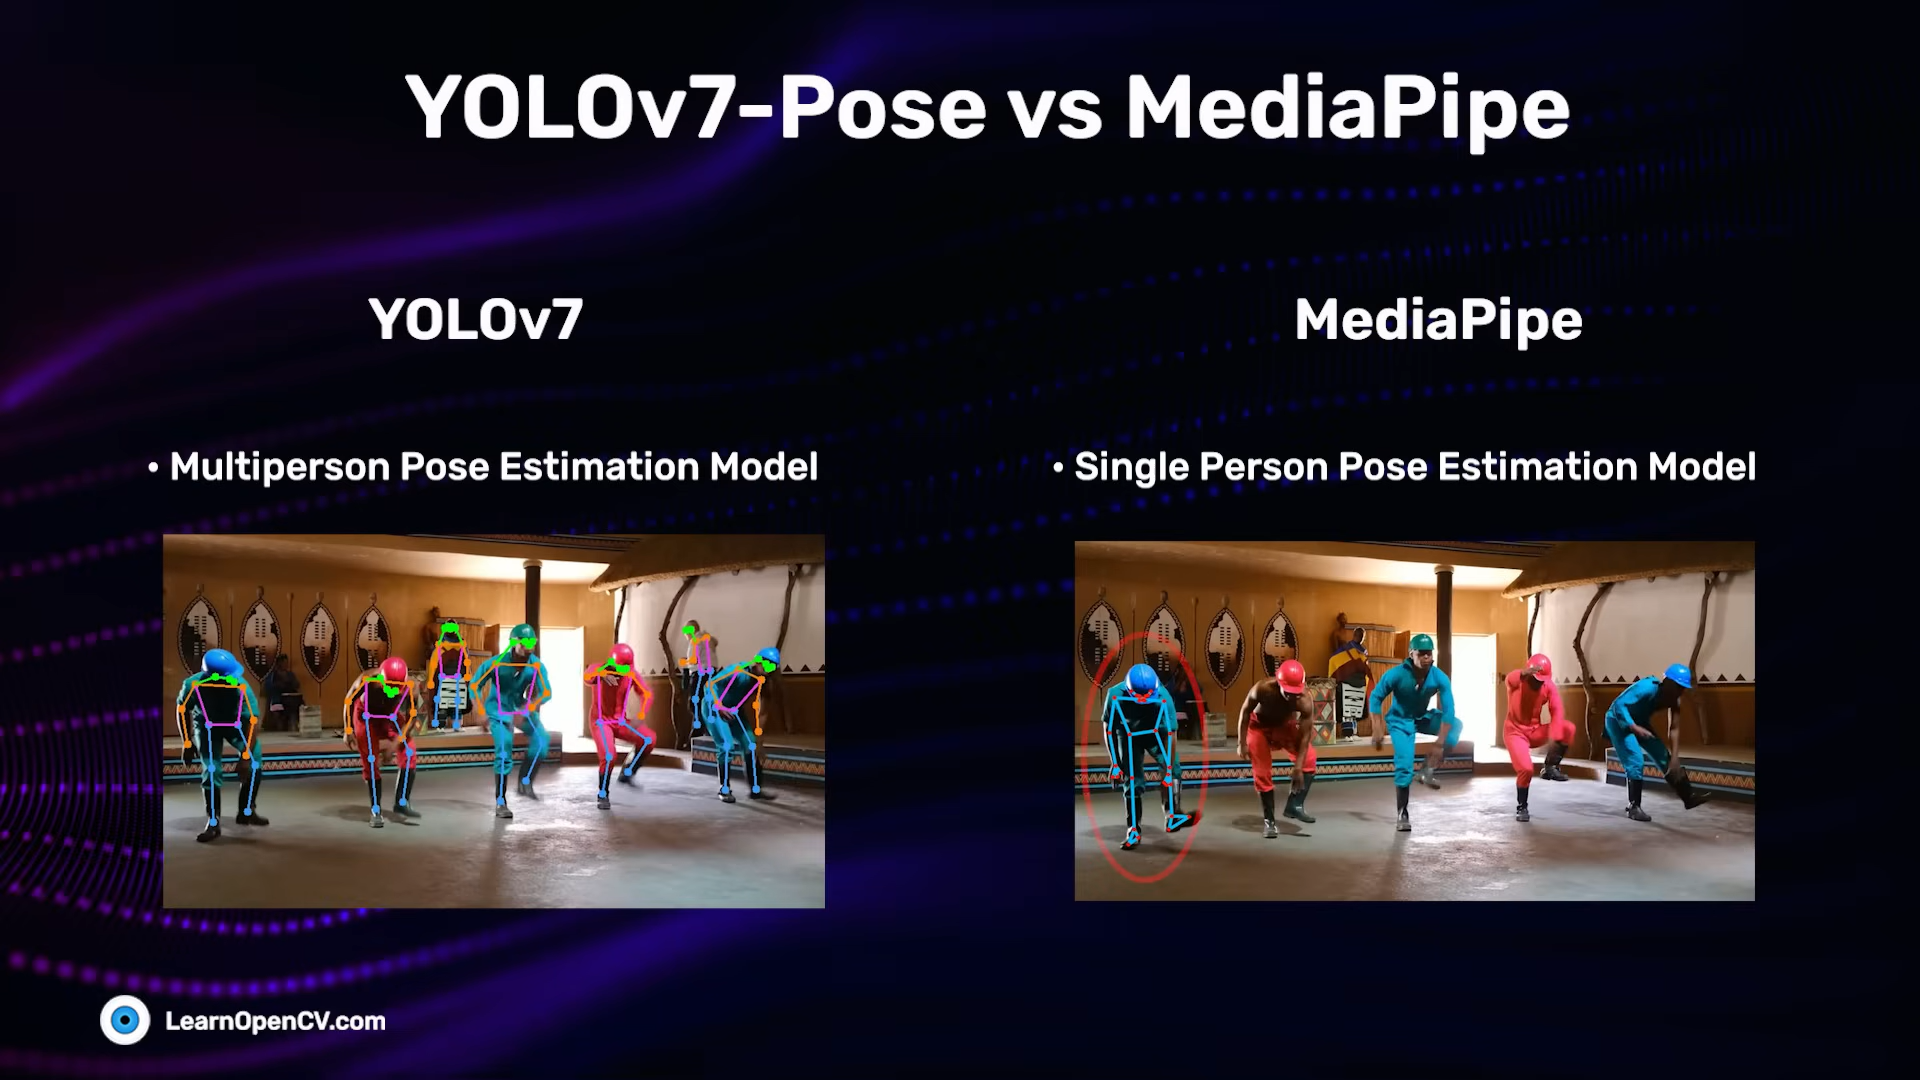 YOLOv7-Pose vs MediaPipe
YOLOv7
MediaPipe
• Multiperson Pose Estimation Model
• Single Person Pose Estimation Model
LearnOpenCV.com